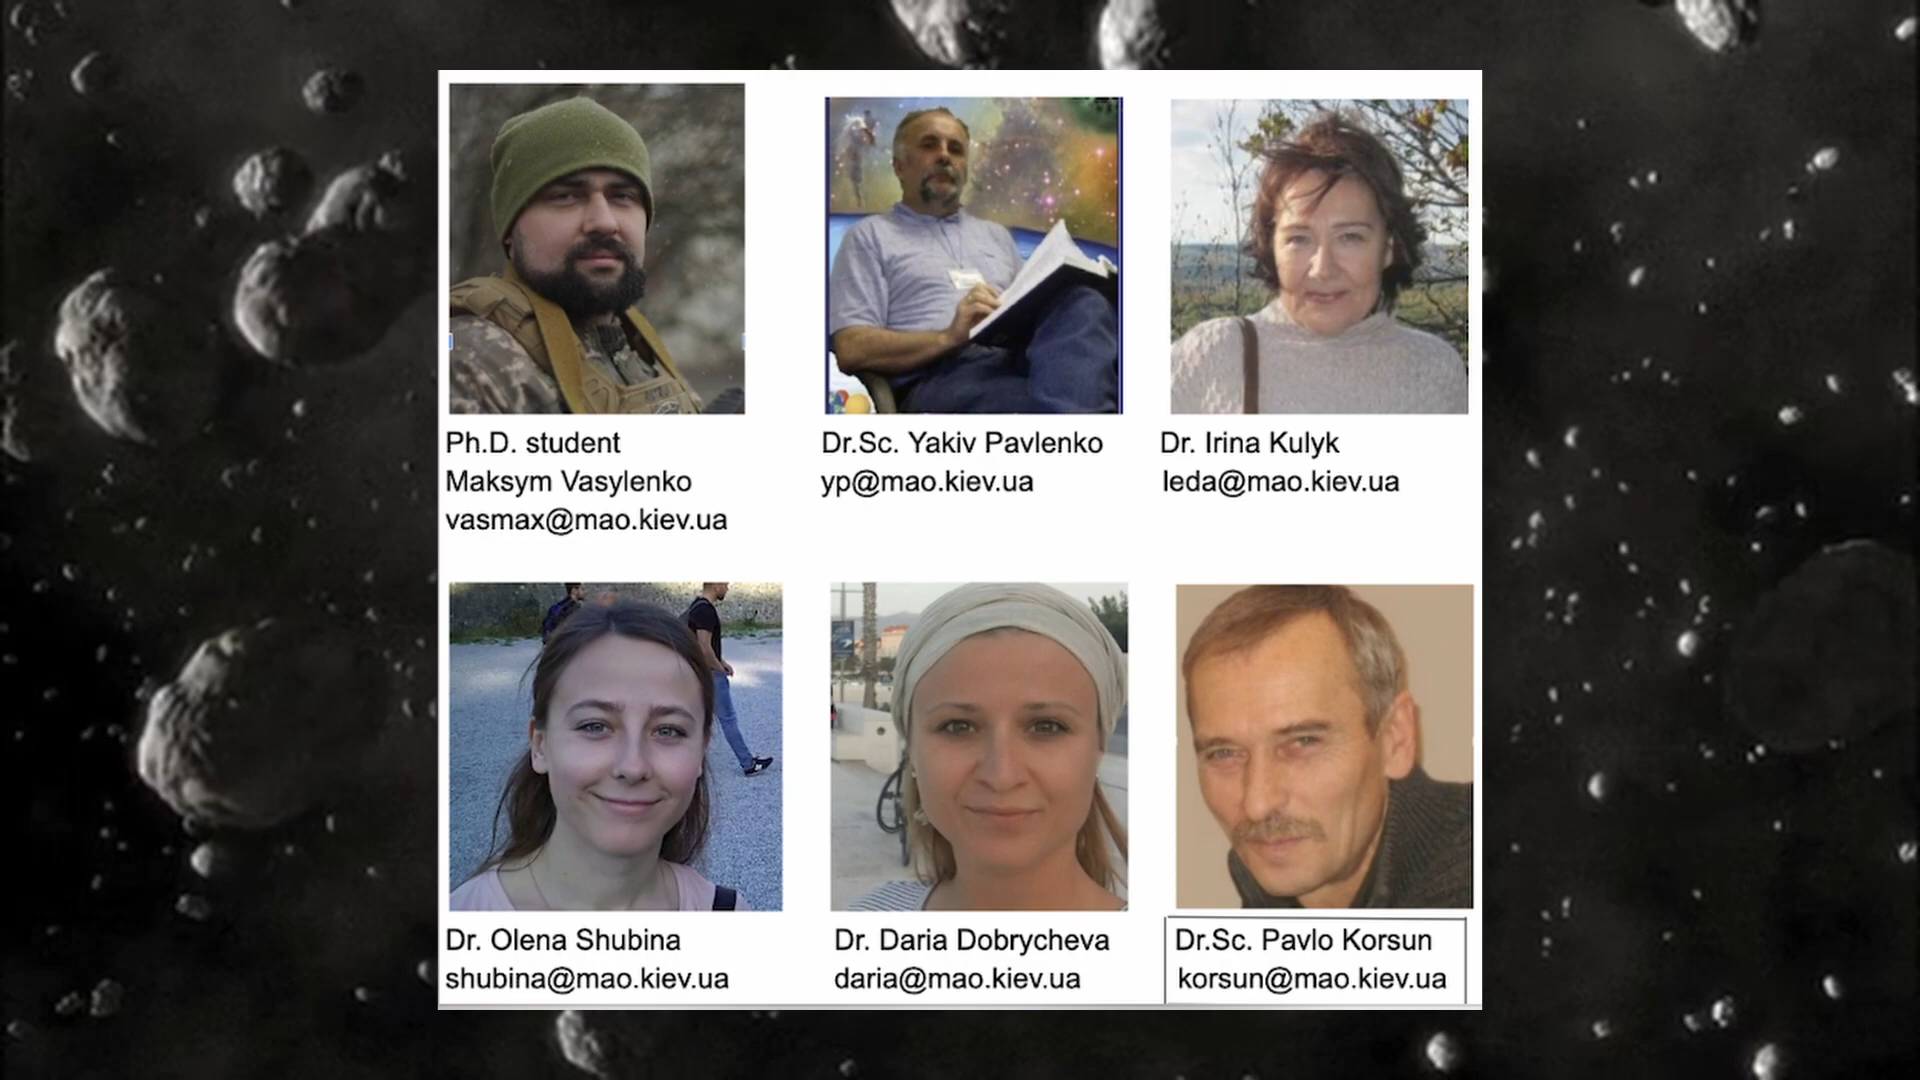 Ph.D. student
Maksym Vasylenko
vasmax@mao.kiev.ua
Dr.Sc. Yakiv Pavlenko
yp@mao.kiev.ua
Dr. Irina Kulyk
leda@mao.kiev.ua
Dr. Olena Shubina
shubina@mao.kiev.ua
Dr. Daria Dobrycheva
daria@mao.kiev.ua
Dr.Sc. Pavlo Korsun
korsun@mao.kiev.ua